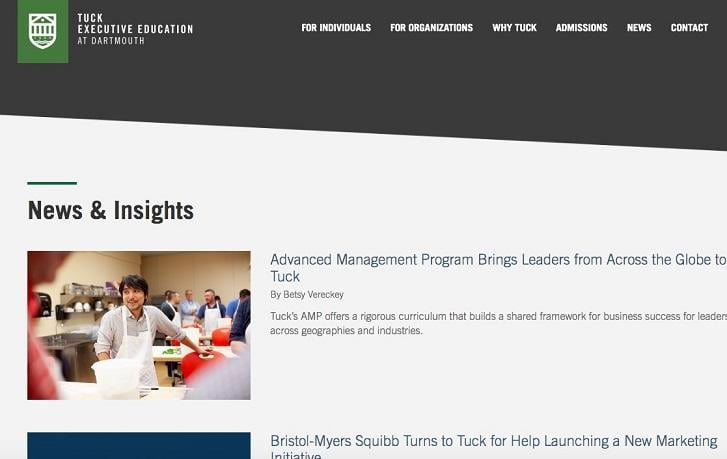 TUCK
EXECUTIVE EDUCATION
AT DARTMOUTH
FOR INDIVIDUALS FOR ORGANIZATIONS WHY TUCK ADMISSIONS NEWS CONTACT
News & Insights
Advanced Management Program Brings Leaders from Across the Globe to
Tuck
By Betsy Vereckey
Tuck's AMP offers a rigorous curriculum that builds a shared framework for business success for leaders
across geographies and industries.
Bristol-Myers Squibb Turns to Tuck for Help Launching a New Marketing
Initiative